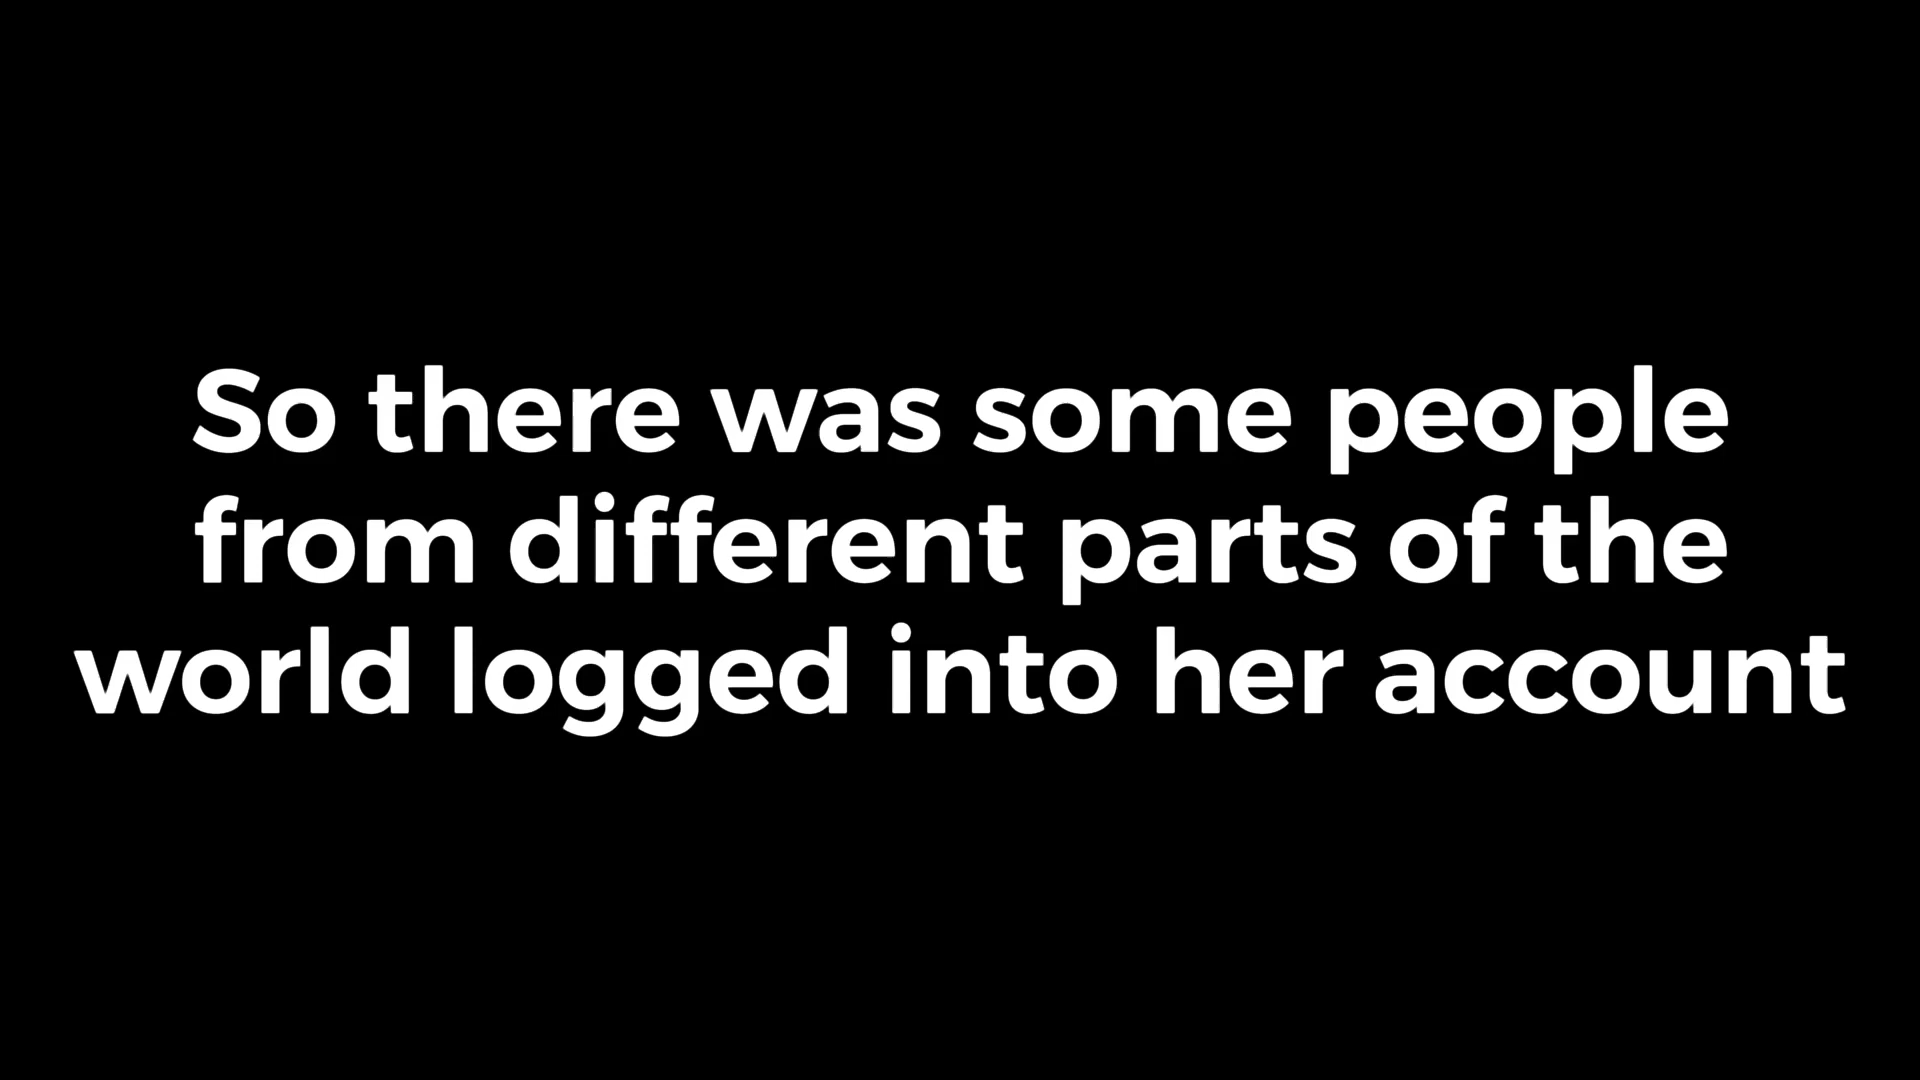 So there was some people
from different parts of the
world logged into her account